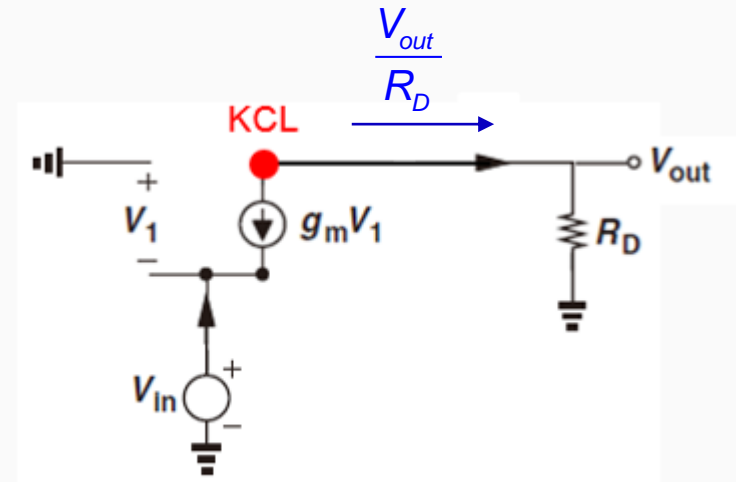 V_out
R_D
KCL
V_out
+
V_1
−
g_mV_1
R_D
V_in
+
−